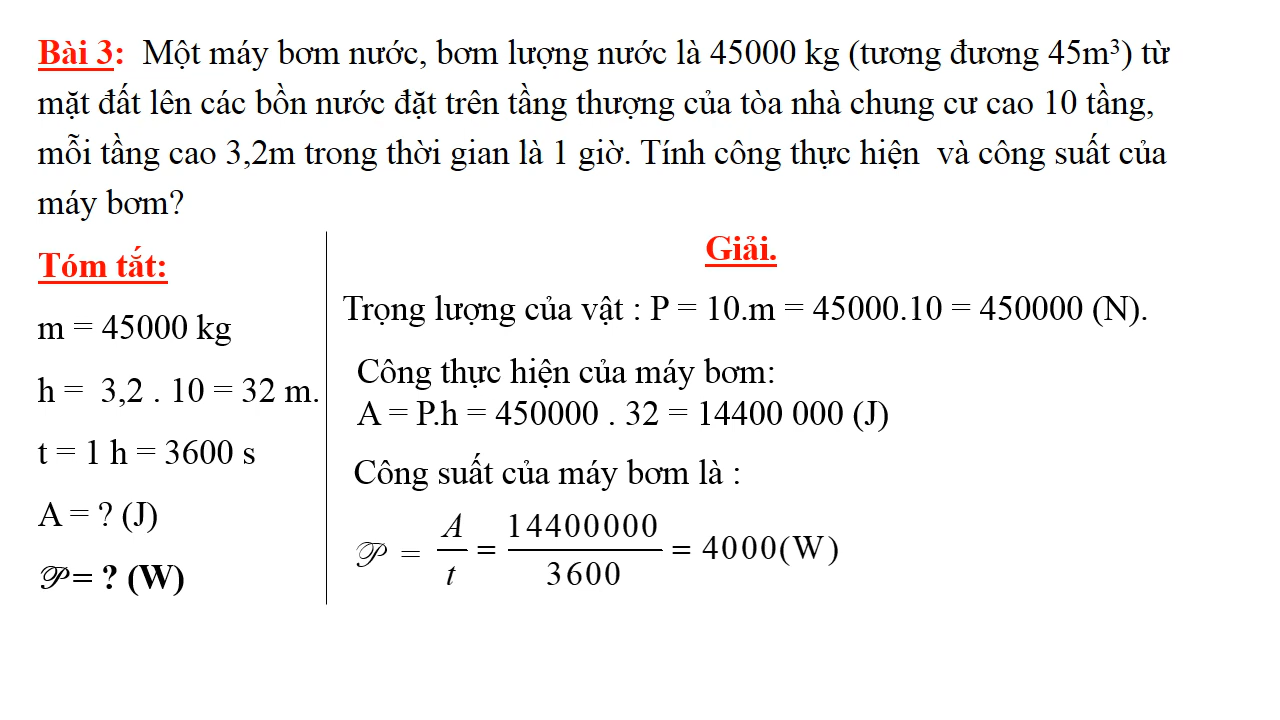 Bài 3: Một máy bơm nước, bơm lượng nước là 45000 kg (tương đương 45m³) từ
mặt đất lên các bồn nước đặt trên tầng thượng của tòa nhà chung cư cao 10 tầng,
mỗi tầng cao 3,2m trong thời gian là 1 giờ. Tính công thực hiện và công suất của
máy bơm?
Tóm tắt:
m = 45000 kg
h = 3,2 . 10 = 32 m.
t = 1 h = 3600 s
A = ? (J)
𝒫 = ? (W)
Giải.
Trọng lượng của vật : P = 10.m = 45000.10 = 450000 (N).
Công thực hiện của máy bơm:
A = P.h = 450000 . 32 = 14400 000 (J)
Công suất của máy bơm là :
𝒫 = A/t = 14400000/3600 = 4000(W)